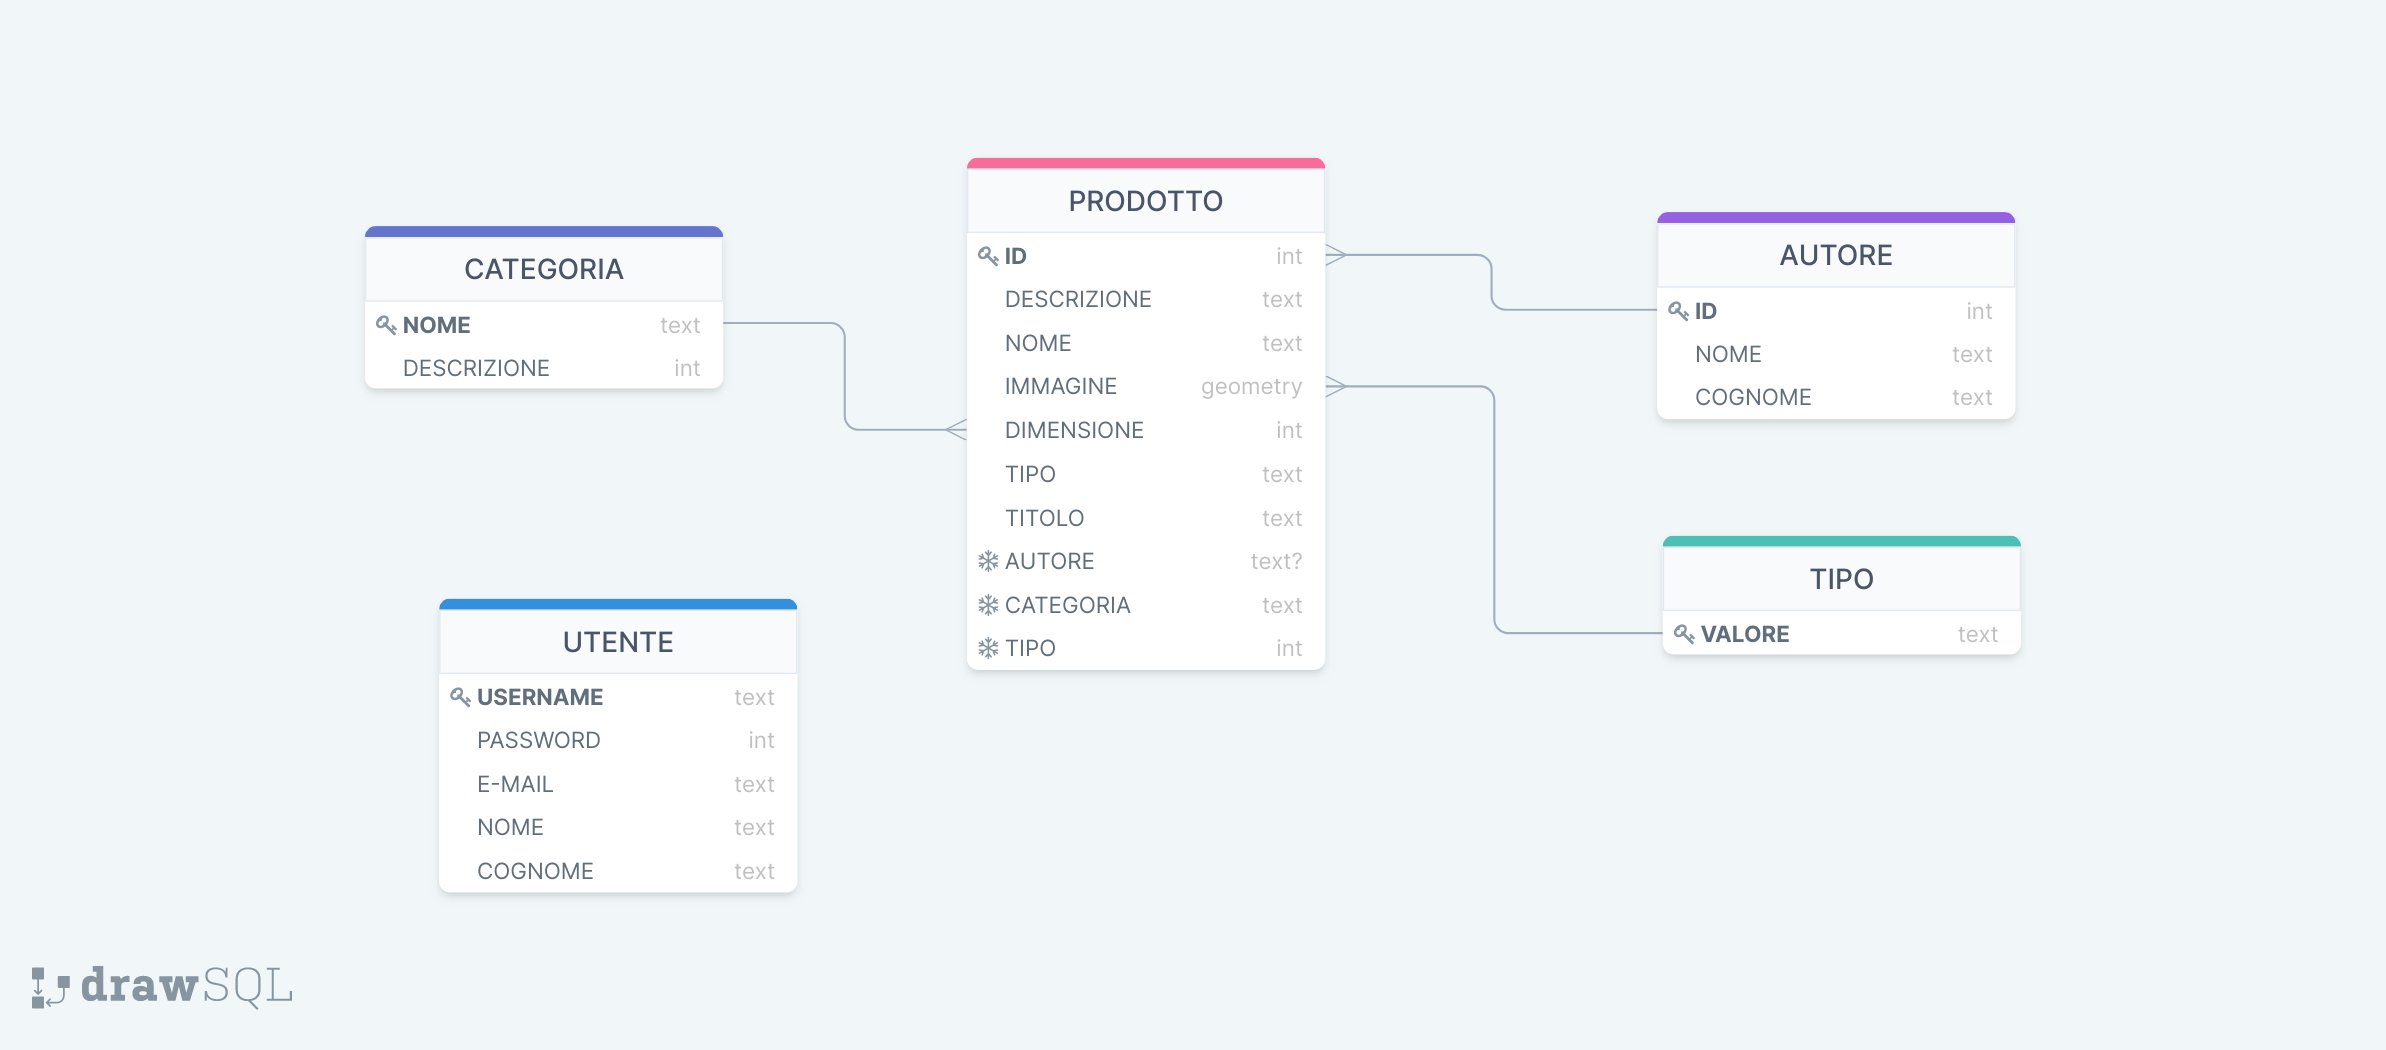 CATEGORIA
NOME text
DESCRIZIONE int
PRODOTTO
ID int
DESCRIZIONE text
NOME text
IMMAGINE geometry
DIMENSIONE int
TIPO text
TITOLO text
AUTORE text?
CATEGORIA text
TIPO int
AUTORE
ID int
NOME text
COGNOME text
TIPO
VALORE text
UTENTE
USERNAME text
PASSWORD int
E-MAIL text
NOME text
COGNOME text
drawSQL